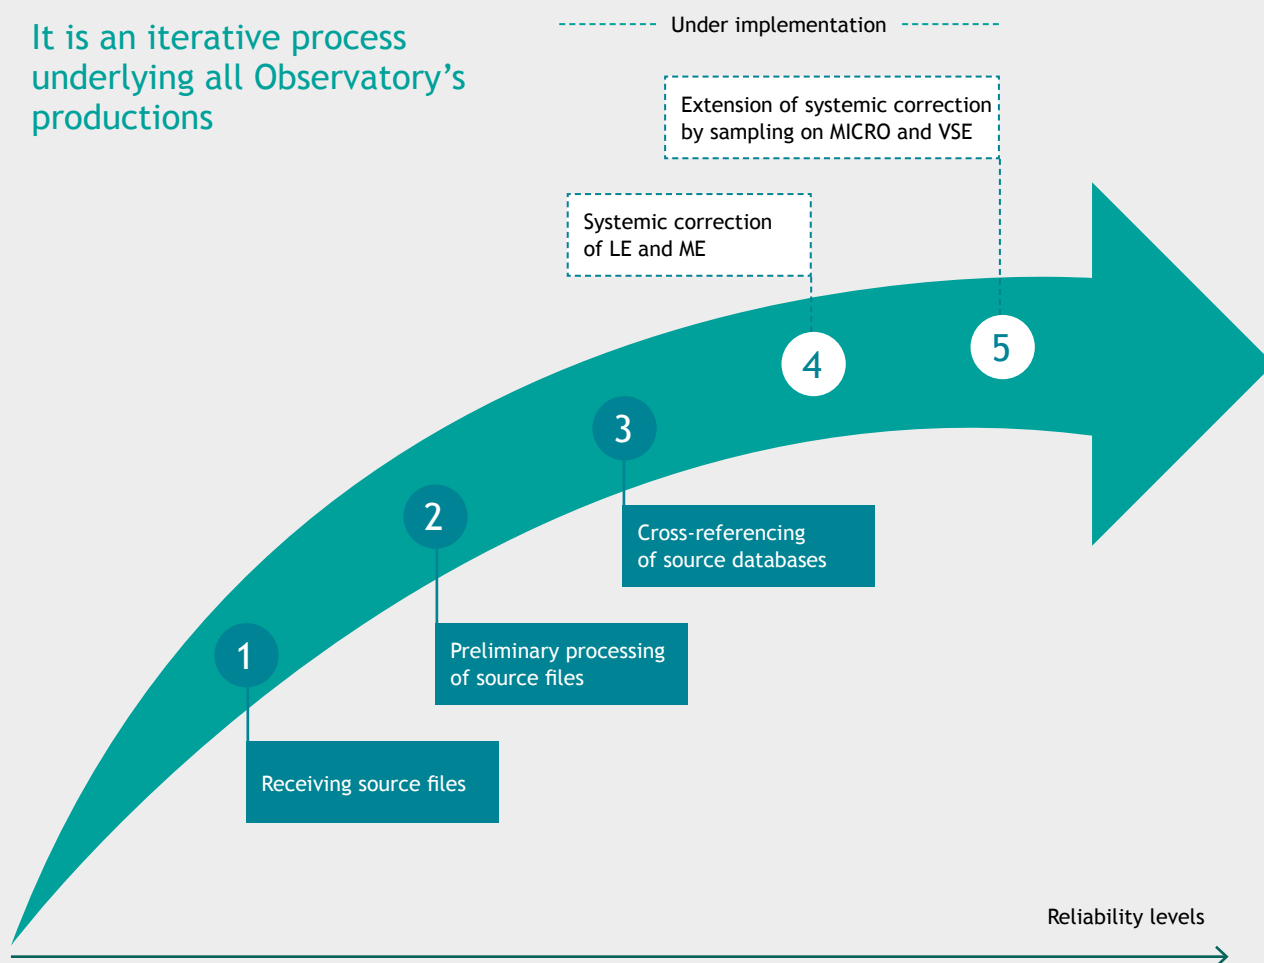 It is an iterative process
underlying all Observatory’s
productions
Under implementation
Extension of systemic correction
by sampling on MICRO and VSE
Systemic correction
of LE and ME
5
4
3
Cross-referencing
of source databases
2
Preliminary processing
of source files
1
Receiving source files
Reliability levels